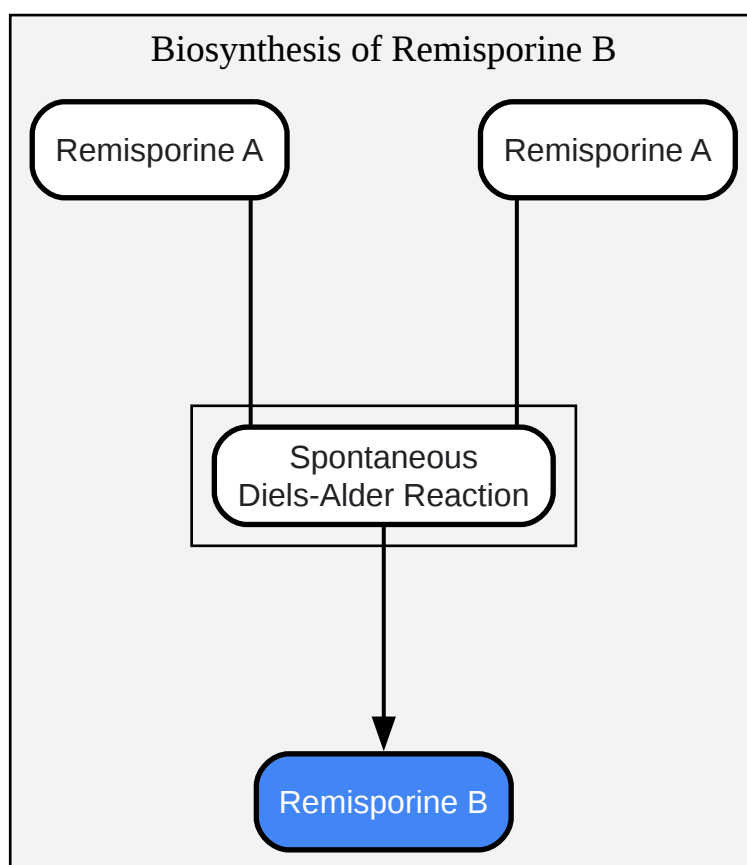 Biosynthesis of Remisporine B
Remisporine A
Remisporine A
Spontaneous
Diels-Alder Reaction
Remisporine B